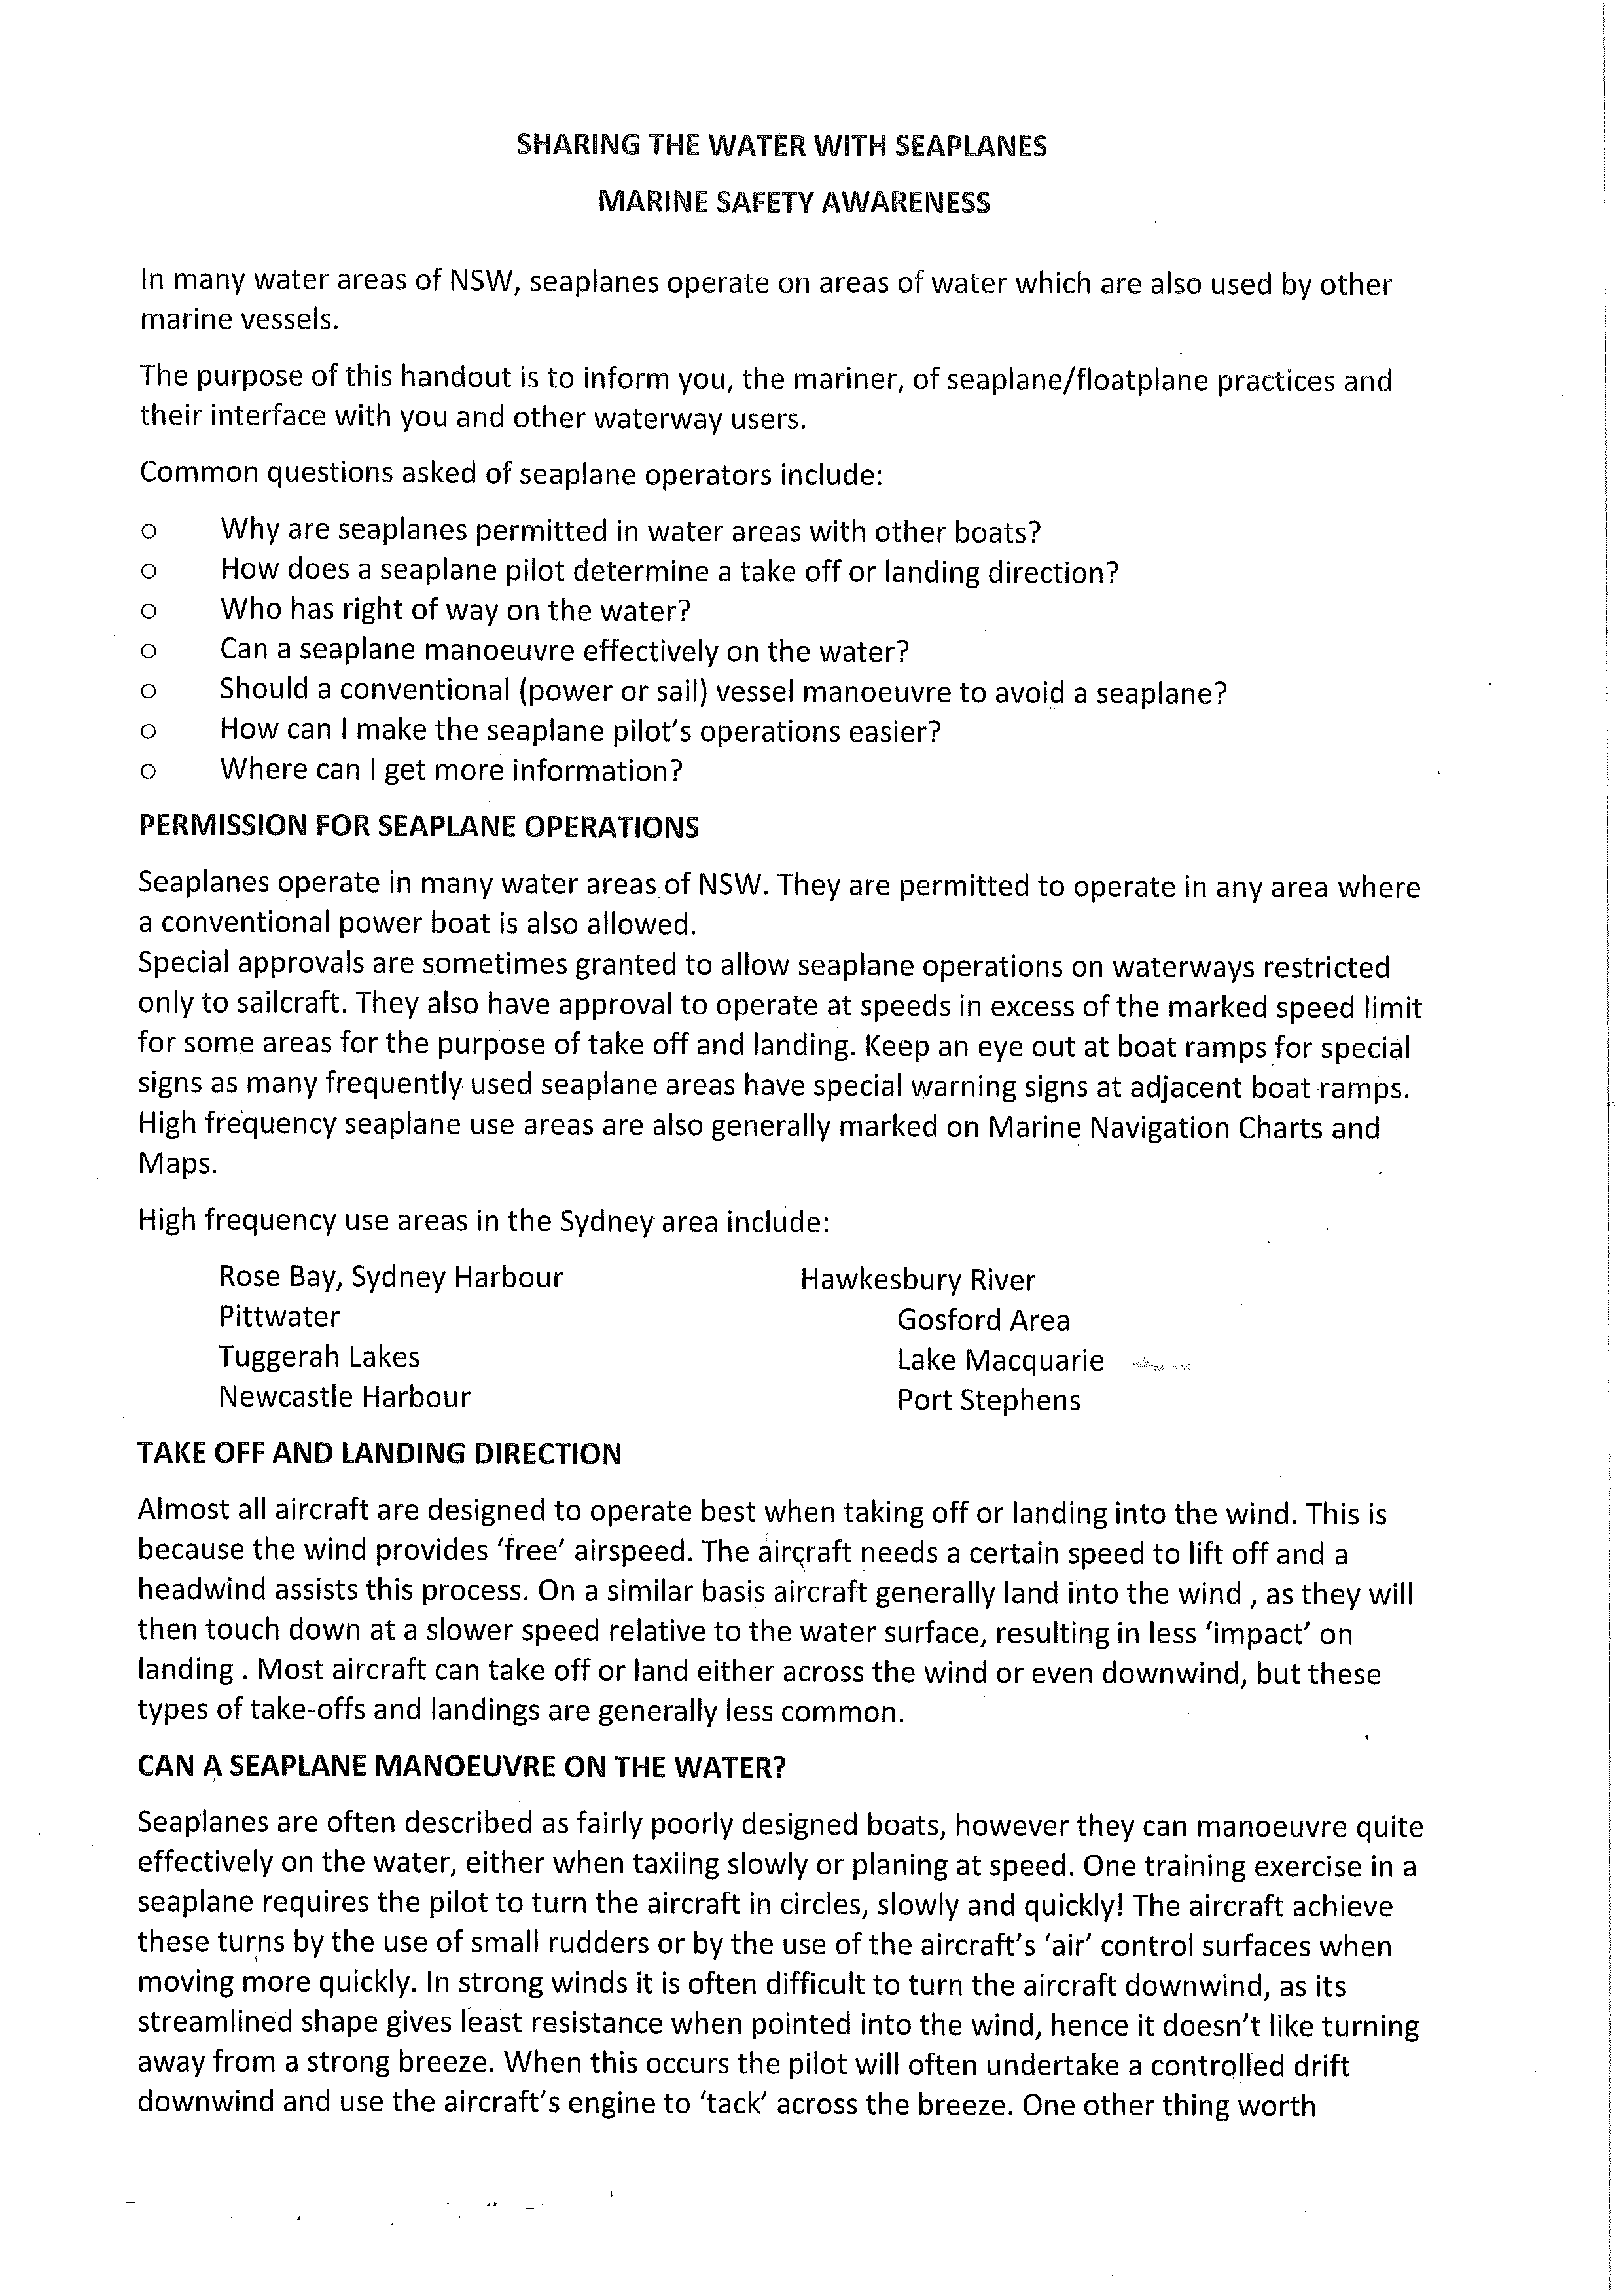 SHARING THE WATER WITH SEAPLANES
MARINE SAFETY AWARENESS
In many water areas of NSW, seaplanes operate on areas of water which are also used by other
marine vessels.
The purpose of this handout is to inform you, the mariner, of seaplane/floatplane practices and
their interface with you and other waterway users.
Common questions asked of seaplane operators include:
o Why are seaplanes permitted in water areas with other boats?
o How does a seaplane pilot determine a take off or landing direction?
o Who has right of way on the water?
o Can a seaplane manoeuvre effectively on the water?
o Should a conventional (power or sail) vessel manoeuvre to avoid a seaplane?
o How can I make the seaplane pilot's operations easier?
o Where can I get more information?
PERMISSION FOR SEAPLANE OPERATIONS
Seaplanes operate in many water areas of NSW. They are permitted to operate in any area where
a conventional power boat is also allowed.
Special approvals are sometimes granted to allow seaplane operations on waterways restricted
only to sailcraft. They also have approval to operate at speeds in excess of the marked speed limit
for some areas for the purpose of take off and landing. Keep an eye out at boat ramps for special
signs as many frequently used seaplane areas have special warning signs at adjacent boat ramps.
High frequency seaplane use areas are also generally marked on Marine Navigation Charts and
Maps.
High frequency use areas in the Sydney area include:
Rose Bay, Sydney Harbour Hawkesbury River
Pittwater Gosford Area
Tuggerah Lakes Lake Macquarie
Newcastle Harbour Port Stephens
TAKE OFF AND LANDING DIRECTION
Almost all aircraft are designed to operate best when taking off or landing into the wind. This is
because the wind provides 'free' airspeed. The aircraft needs a certain speed to lift off and a
headwind assists this process. On a similar basis aircraft generally land into the wind , as they will
then touch down at a slower speed relative to the water surface, resulting in less 'impact' on
landing . Most aircraft can take off or land either across the wind or even downwind, but these
types of take-offs and landings are generally less common.
CAN A SEAPLANE MANOEUVRE ON THE WATER?
Seaplanes are often described as fairly poorly designed boats, however they can manoeuvre quite
effectively on the water, either when taxiing slowly or planing at speed. One training exercise in a
seaplane requires the pilot to turn the aircraft in circles, slowly and quickly! The aircraft achieve
these turns by the use of small rudders or by the use of the aircraft's 'air' control surfaces when
moving more quickly. In strong winds it is often difficult to turn the aircraft downwind, as its
streamlined shape gives least resistance when pointed into the wind, hence it doesn't like turning
away from a strong breeze. When this occurs the pilot will often undertake a controlled drift
downwind and use the aircraft's engine to 'tack' across the breeze. One other thing worth